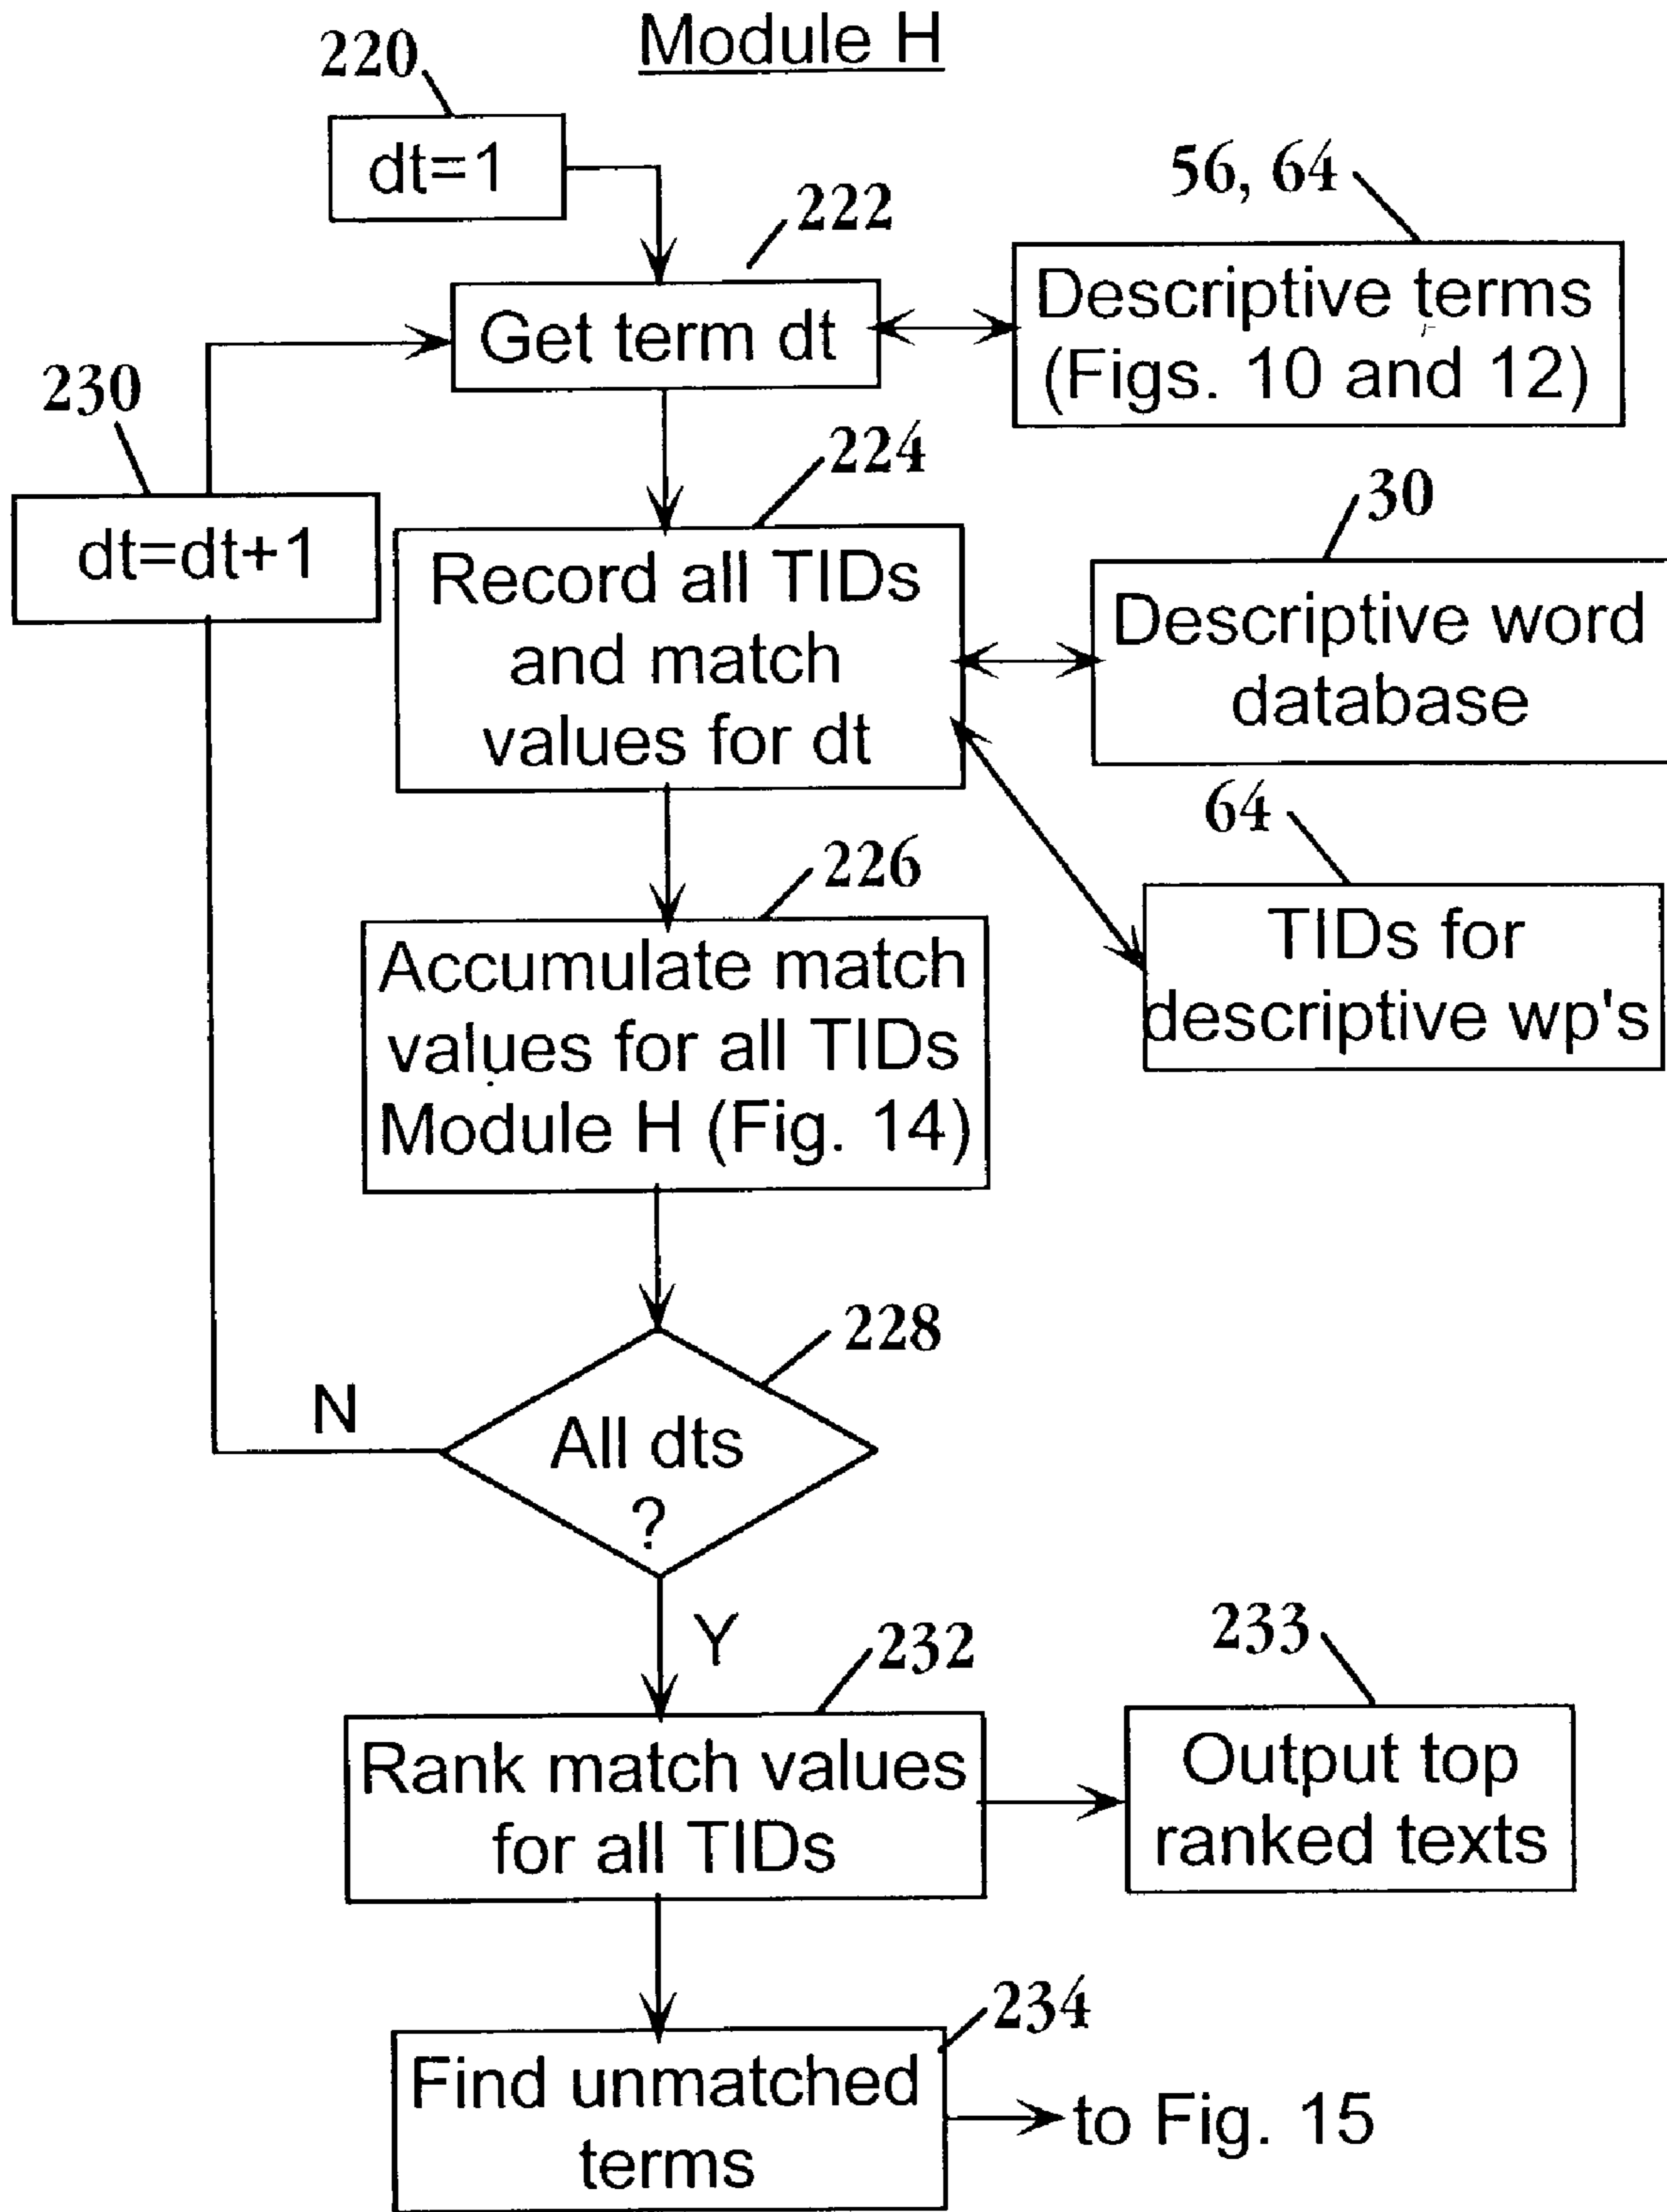 Module H
220
dt=1
56, 64
222
Get term dt
Descriptive terms
(Figs. 10 and 12)
230
dt=dt+1
224
Record all TIDs
and match
values for dt
30
Descriptive word
database
64
TIDs for
descriptive wp's
226
Accumulate match
values for all TIDs
Module H (Fig. 14)
228
N
All dts
?
Y
232
Rank match values
for all TIDs
233
Output top
ranked texts
234
Find unmatched
terms
to Fig. 15